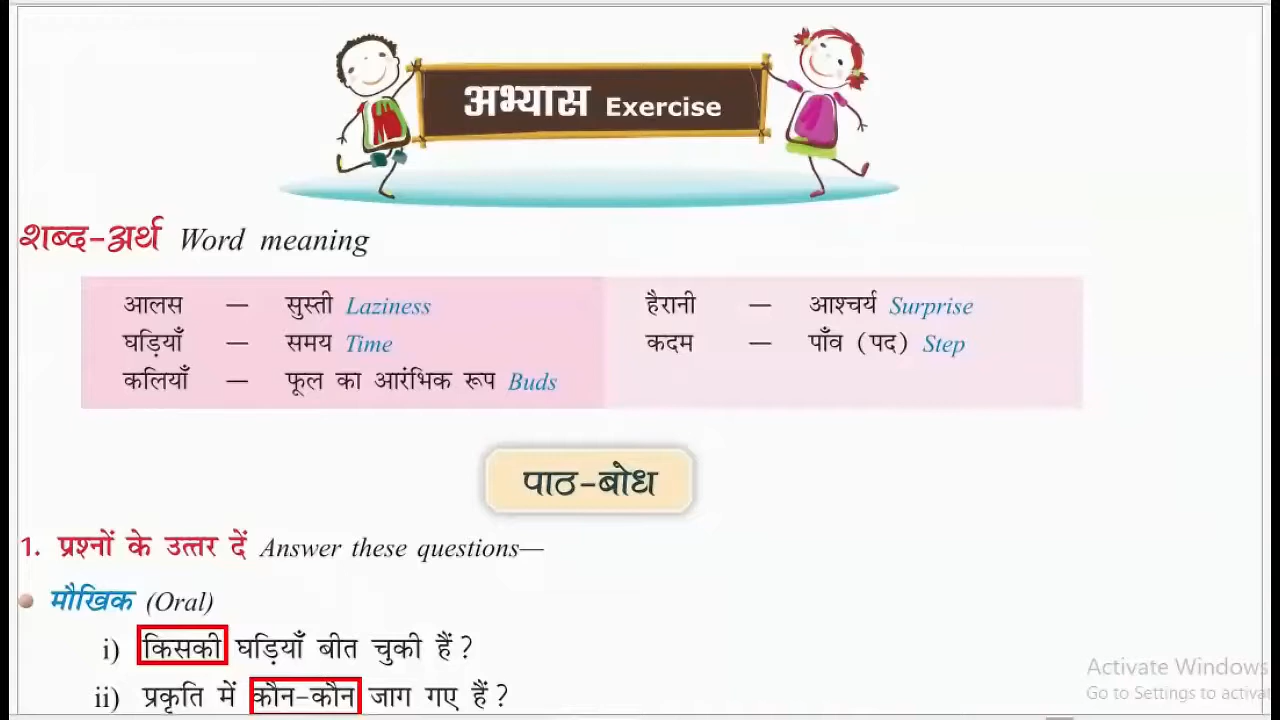 अभ्यास Exercise
शब्द-अर्थ Word meaning
आलस — सुस्ती Laziness
घड़ियाँ — समय Time
कलियाँ — फूल का आरंभिक रूप Buds
हैरानी — आश्चर्य Surprise
कदम — पाँव (पद) Step
पाठ-बोध
1. प्रश्नों के उत्तर दें Answer these questions—
मौखिक (Oral)
i) किसकी घड़ियाँ बीत चुकी हैं?
ii) प्रकृति में कौन-कौन जाग गए हैं?
Activate Windows
Go to Settings to activat